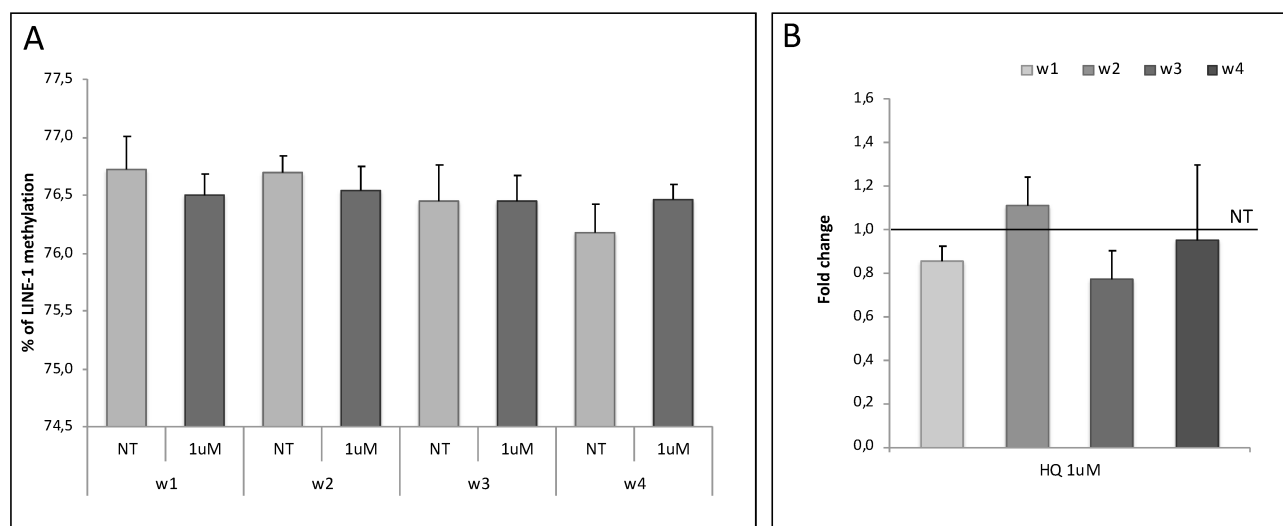 A
% of LINE-1 methylation
77,5
77,0
76,5
76,0
75,5
75,0
74,5
NT 1uM NT 1uM NT 1uM NT 1uM
w1 w2 w3 w4
B
w1 w2 w3 w4
Fold change
1,6
1,4
1,2
1,0
0,8
0,6
0,4
0,2
0,0
NT
HQ 1uM